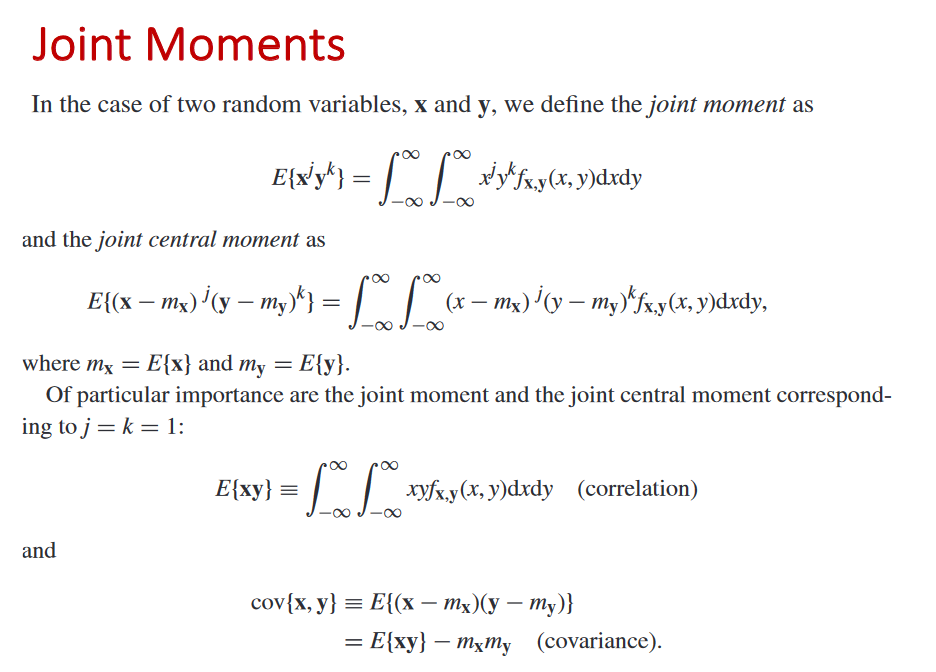 Joint Moments
In the case of two random variables, **x** and **y**, we define the *joint moment* as
$$E\{\mathbf{x}^j\mathbf{y}^k\} = \int_{-\infty}^{\infty}\int_{-\infty}^{\infty} x^j y^k f_{\mathbf{x},\mathbf{y}}(x, y)\mathrm{d}x\mathrm{d}y$$
and the *joint central moment* as
$$E\{(\mathbf{x} - m_{\mathbf{x}})^j(\mathbf{y} - m_{\mathbf{y}})^k\} = \int_{-\infty}^{\infty}\int_{-\infty}^{\infty} (x - m_{\mathbf{x}})^j(y - m_{\mathbf{y}})^k f_{\mathbf{x},\mathbf{y}}(x, y)\mathrm{d}x\mathrm{d}y,$$
where $m_{\mathbf{x}} = E\{\mathbf{x}\}$ and $m_{\mathbf{y}} = E\{\mathbf{y}\}$.
Of particular importance are the joint moment and the joint central moment correspond-
ing to $j = k = 1$:
$$E\{\mathbf{xy}\} \equiv \int_{-\infty}^{\infty}\int_{-\infty}^{\infty} xy f_{\mathbf{x},\mathbf{y}}(x, y)\mathrm{d}x\mathrm{d}y \quad \text{(correlation)}$$
and
$$\text{cov}\{\mathbf{x}, \mathbf{y}\} \equiv E\{(\mathbf{x} - m_{\mathbf{x}})(\mathbf{y} - m_{\mathbf{y}})\}$$
$$= E\{\mathbf{xy}\} - m_{\mathbf{x}}m_{\mathbf{y}} \quad \text{(covariance).}$$